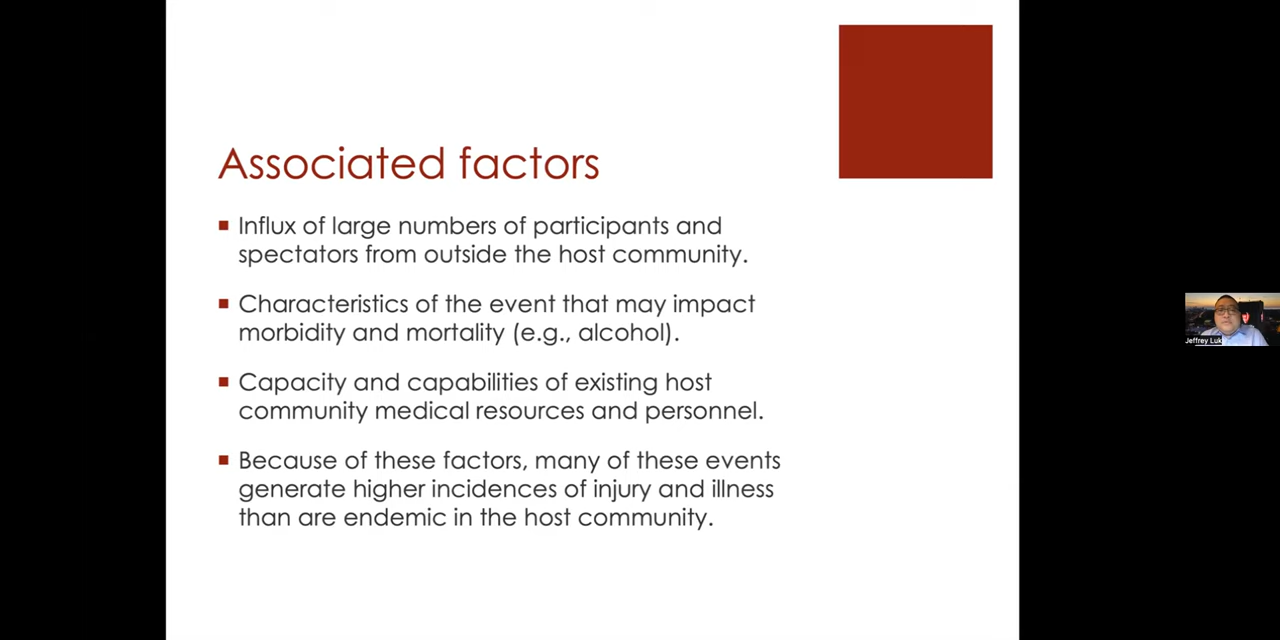 Associated factors
Influx of large numbers of participants and
spectators from outside the host community.
Characteristics of the event that may impact
morbidity and mortality (e.g., alcohol).
Capacity and capabilities of existing host
community medical resources and personnel.
Because of these factors, many of these events
generate higher incidences of injury and illness
than are endemic in the host community.
Jeffrey Luk